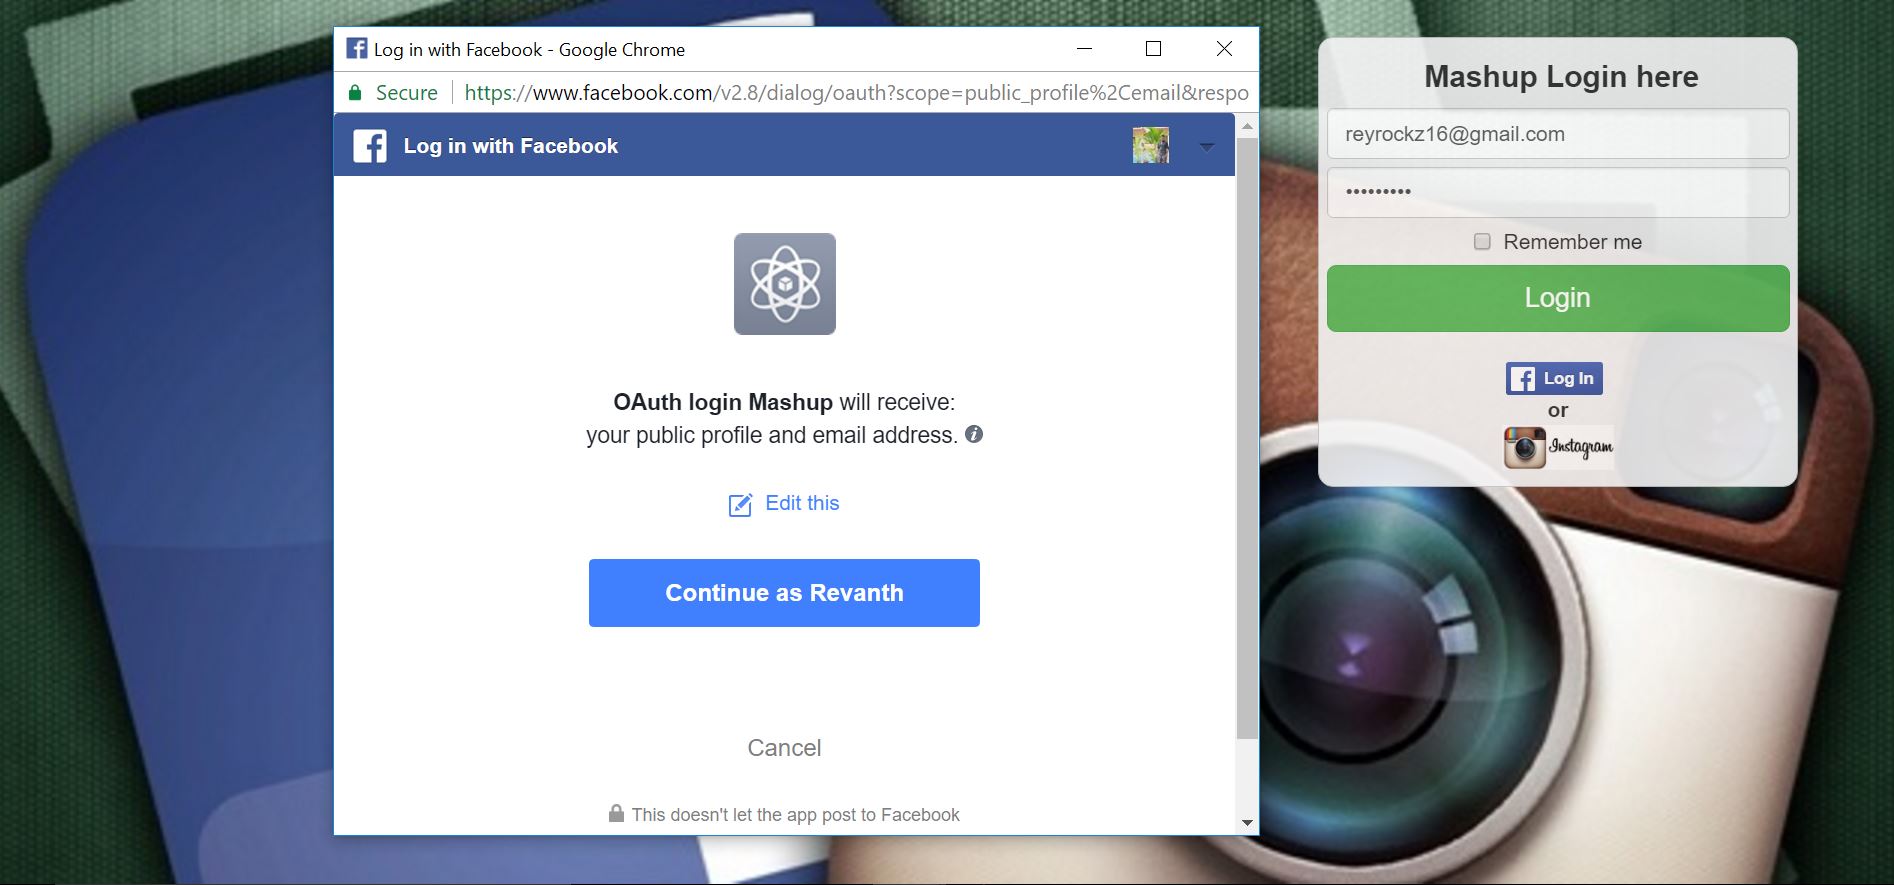 Log in with Facebook - Google Chrome
Secure
https://www.facebook.com/v2.8/dialog/oauth?scope=public_profile%2Cemail&respo
Log in with Facebook
OAuth login Mashup will receive:
your public profile and email address.
Edit this
Continue as Revanth
Cancel
This doesn't let the app post to Facebook
Mashup Login here
reyrockz16@gmail.com
•••••••••
Remember me
Login
Log In
or
Instagram